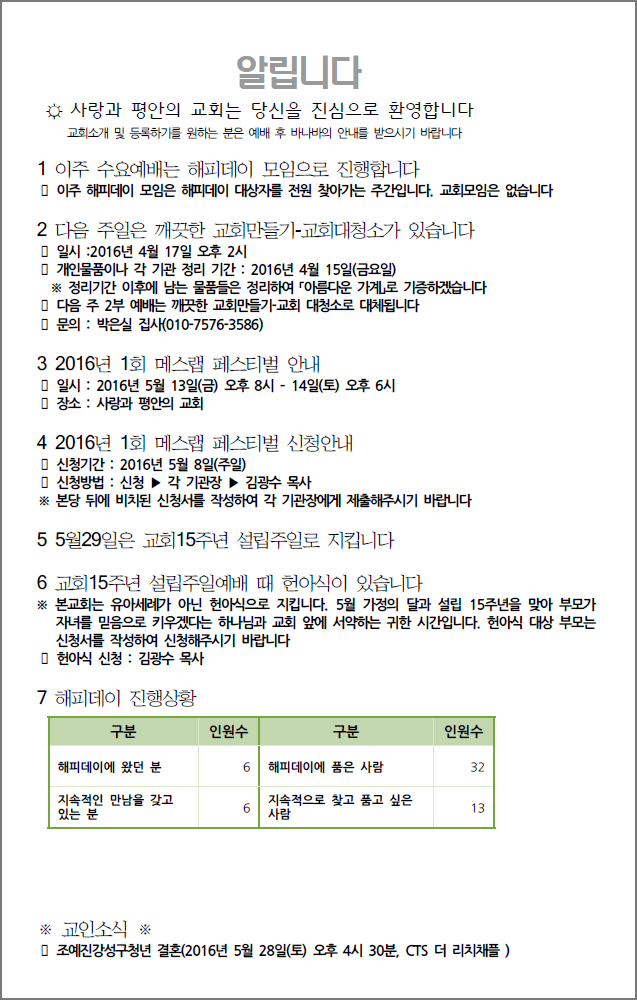 알립니다
☼ 사랑과 평안의 교회는 당신을 진심으로 환영합니다
교회소개 및 등록하기를 원하는 분은 예배 후 바나바의 안내를 받으시기 바랍니다
1 이주 수요예배는 해피데이 모임으로 진행합니다
▯ 이주 해피데이 모임은 해피데이 대상자를 전원 찾아가는 주간입니다. 교회모임은 없습니다
2 다음 주일은 깨끗한 교회만들기-교회대청소가 있습니다
▯ 일시 :2016년 4월 17일 오후 2시
▯ 개인물품이나 각 기관 정리 기간 : 2016년 4월 15일(금요일)
※ 정리기간 이후에 남는 물품들은 정리하여 「아름다운 가게」로 기증하겠습니다
▯ 다음 주 2부 예배는 깨끗한 교회만들기-교회 대청소로 대체됩니다
▯ 문의 : 박은실 집사(010-7576-3586)
3 2016년 1회 메스랩 페스티벌 안내
▯ 일시 : 2016년 5월 13일(금) 오후 8시 - 14일(토) 오후 6시
▯ 장소 : 사랑과 평안의 교회
4 2016년 1회 메스랩 페스티벌 신청안내
▯ 신청기간 : 2016년 5월 8일(주일)
▯ 신청방법 : 신청 ▶ 각 기관장 ▶ 김광수 목사
※ 본당 뒤에 비치된 신청서를 작성하여 각 기관장에게 제출해주시기 바랍니다
5 5월29일은 교회15주년 설립주일로 지킵니다
6 교회15주년 설립주일예배 때 헌아식이 있습니다
※ 본교회는 유아세례가 아닌 헌아식으로 지킵니다. 5월 가정의 달과 설립 15주년을 맞아 부모가
자녀를 믿음으로 키우겠다는 하나님과 교회 앞에 서약하는 귀한 시간입니다. 헌아식 대상 부모는
신청서를 작성하여 신청해주시기 바랍니다
▯ 헌아식 신청 : 김광수 목사
7 해피데이 진행상황
구분 인원수 구분 인원수
해피데이에 왔던 분 6 해피데이에 품은 사람 32
지속적인 만남을 갖고 있는 분 6 지속적으로 찾고 품고 싶은 사람 13
※ 교인소식 ※
▯ 조예진강성구청년 결혼(2016년 5월 28일(토) 오후 4시 30분, CTS 더 리치채플 )